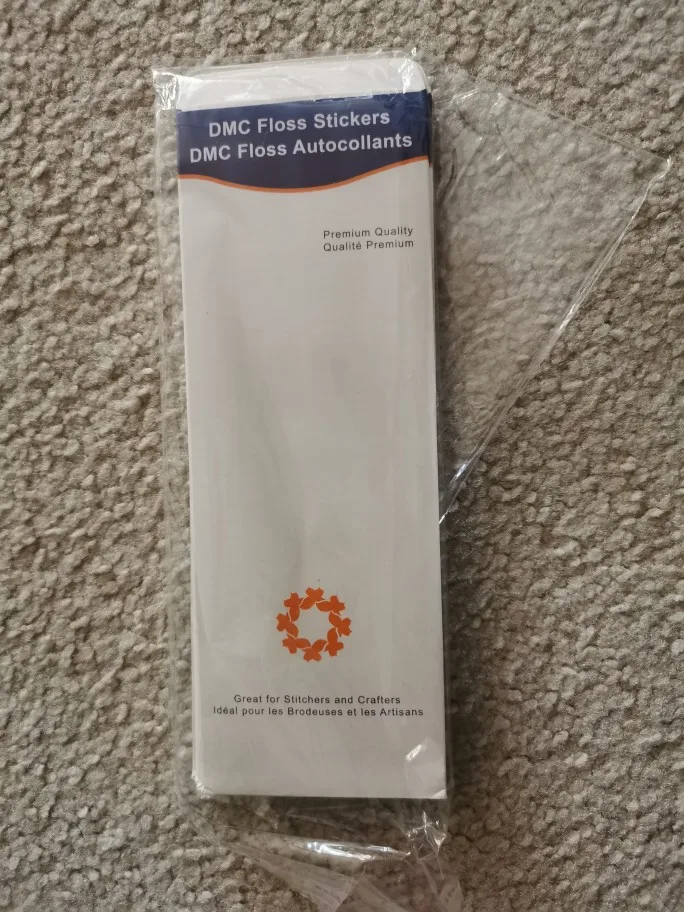 DMC Floss Stickers
DMC Floss Autocollants
Premium Quality
Qualité Premium
Great for Stitchers and Crafters
Idéal pour les Brodeuses et les Artisans